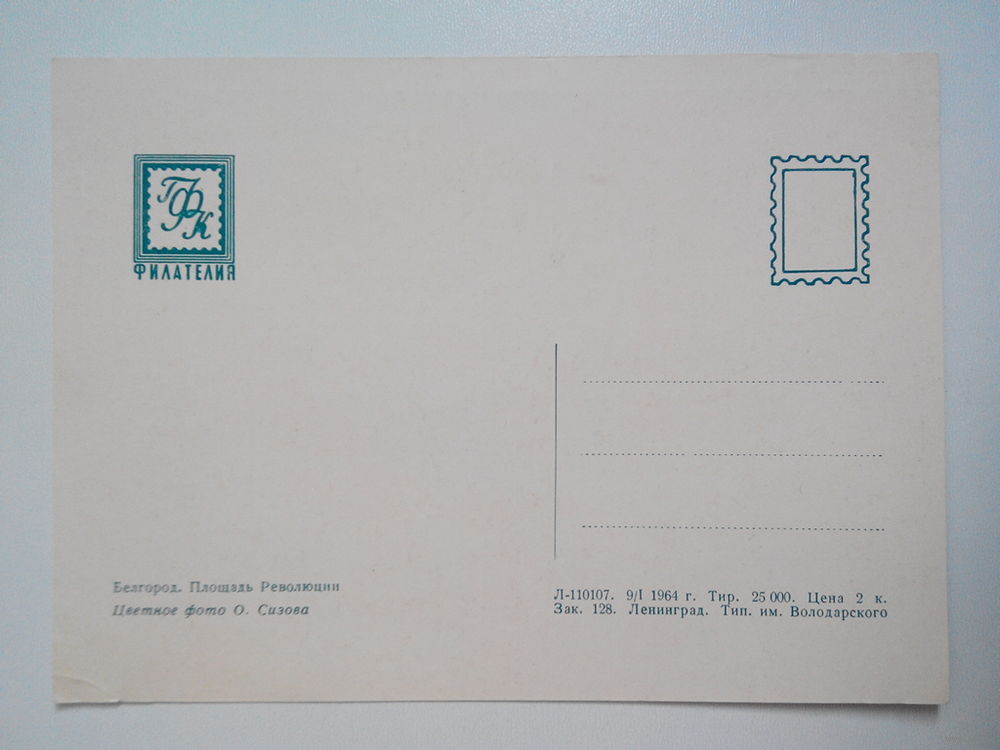 ГФК
ФИЛАТЕЛИЯ
Белгород. Площадь Революции
Цветное фото О. Сизова
Л-110107. 9/I 1964 г. Тир. 25 000. Цена 2 к.
Зак. 128. Ленинград. Тип. им. Володарского